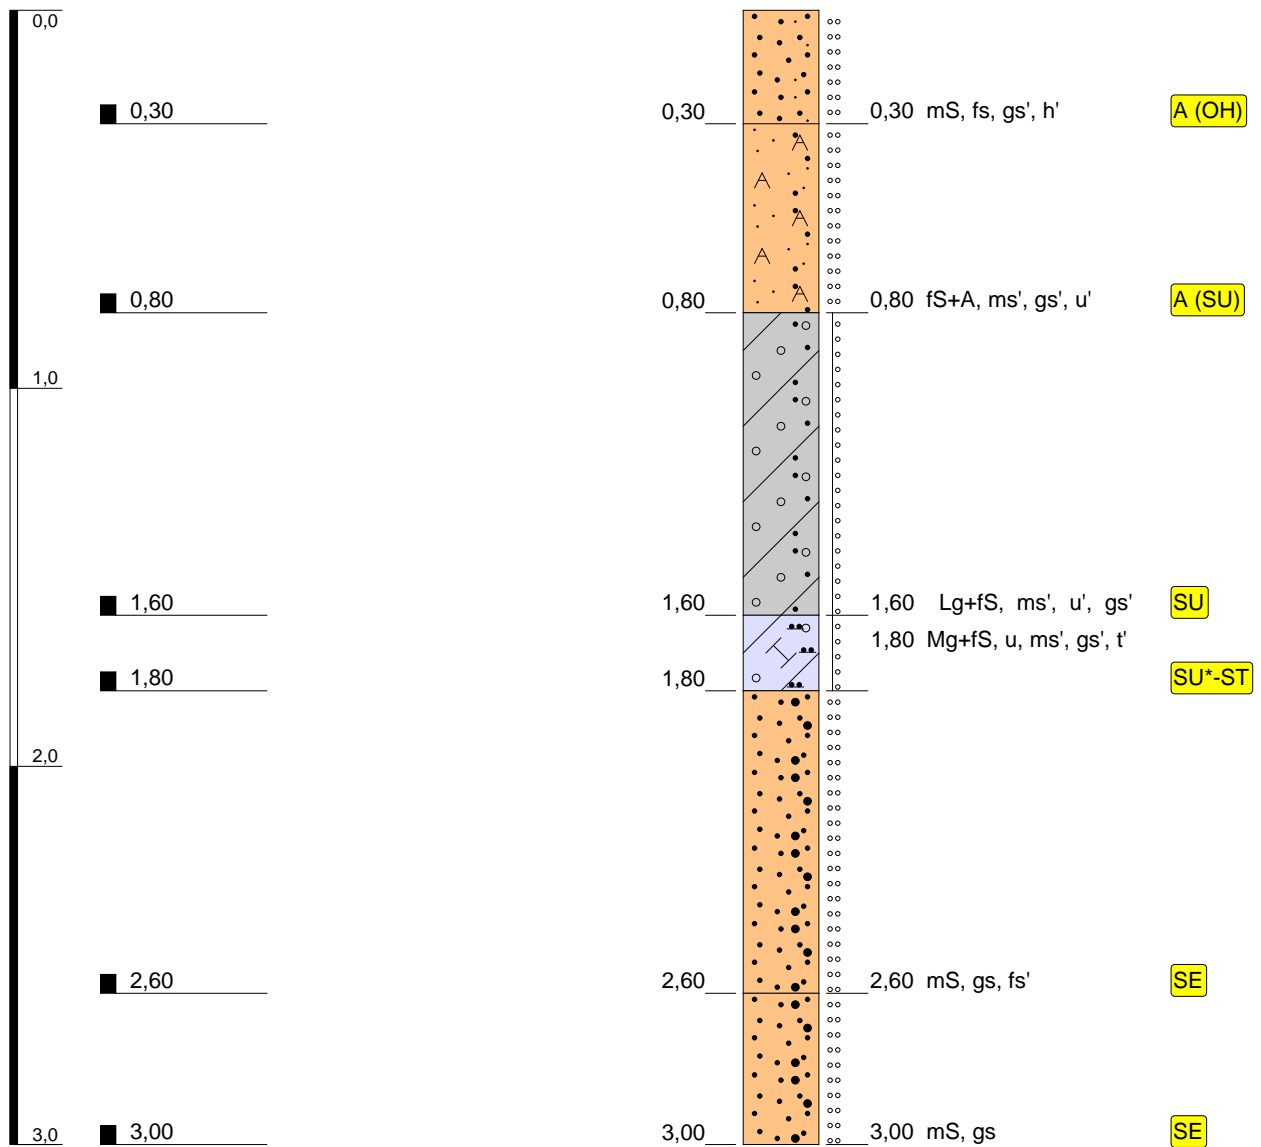 0,0
0,30 0,30 0,30 mS, fs, gs', h' A (OH)
0,80 0,80 0,80 fS+A, ms', gs', u' A (SU)
1,0
1,60 1,60 1,60 Lg+fS, ms', u', gs' SU
1,80 Mg+fS, u, ms', gs', t'
1,80 1,80 SU*-ST
2,0
2,60 2,60 2,60 mS, gs, fs' SE
3,0 3,00 3,00 3,00 mS, gs SE